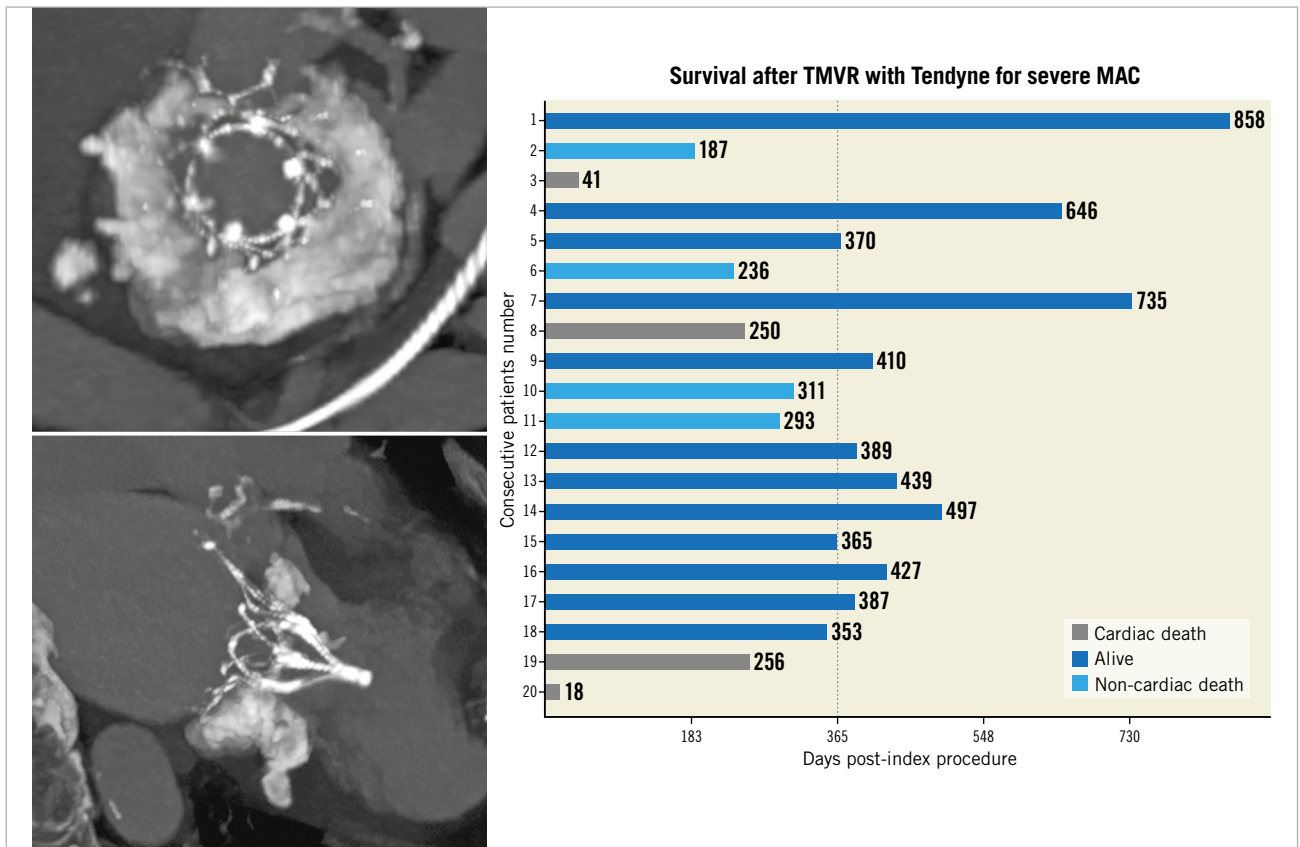 Survival after TMVR with Tendyne for severe MAC
Consecutive patients number
1 858
2 187
3 41
4 646
5 370
6 236
7 735
8 250
9 410
10 311
11 293
12 389
13 439
14 497
15 365
16 427
17 387
18 353
19 256
20 18
Cardiac death
Alive
Non-cardiac death
183 365 548 730
Days post-index procedure